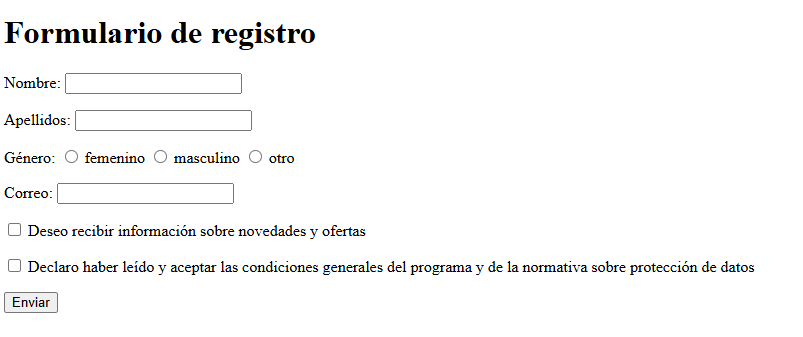 Formulario de registro
Nombre:
Apellidos:
Género: femenino masculino otro
Correo:
Deseo recibir información sobre novedades y ofertas
Declaro haber leído y aceptar las condiciones generales del programa y de la normativa sobre protección de datos
Enviar